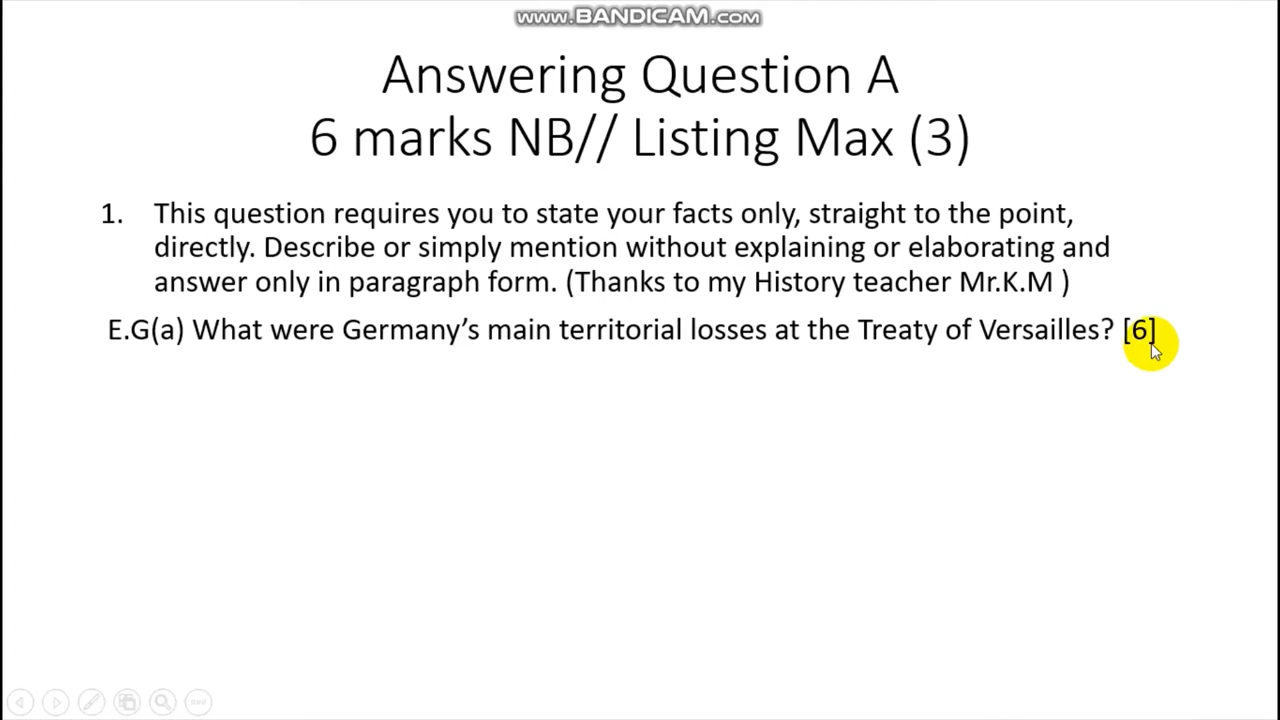 www.BANDICAM.com
Answering Question A
6 marks NB// Listing Max (3)
1. This question requires you to state your facts only, straight to the point,
directly. Describe or simply mention without explaining or elaborating and
answer only in paragraph form. (Thanks to my History teacher Mr.K.M )
E.G(a) What were Germany’s main territorial losses at the Treaty of Versailles? [6]